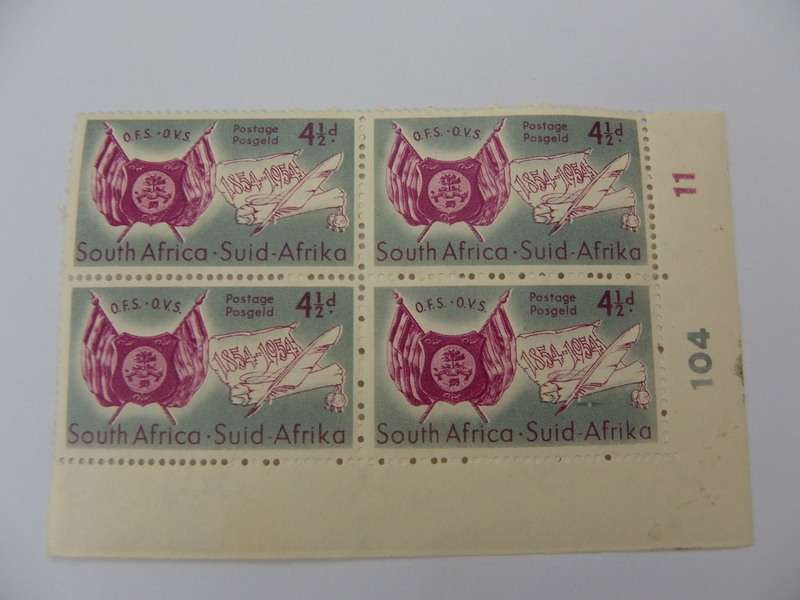 O.F.S. · O.V.S.
Postage 4½d.
Posgeld
1854-1954
South Africa · Suid-Afrika
O.F.S. · O.V.S.
Postage 4½d.
Posgeld
1854-1954
South Africa · Suid-Afrika
11
O.F.S. · O.V.S.
Postage 4½d.
Posgeld
1854-1954
South Africa · Suid-Afrika
O.F.S. · O.V.S.
Postage 4½d.
Posgeld
1854-1954
South Africa · Suid-Afrika
104